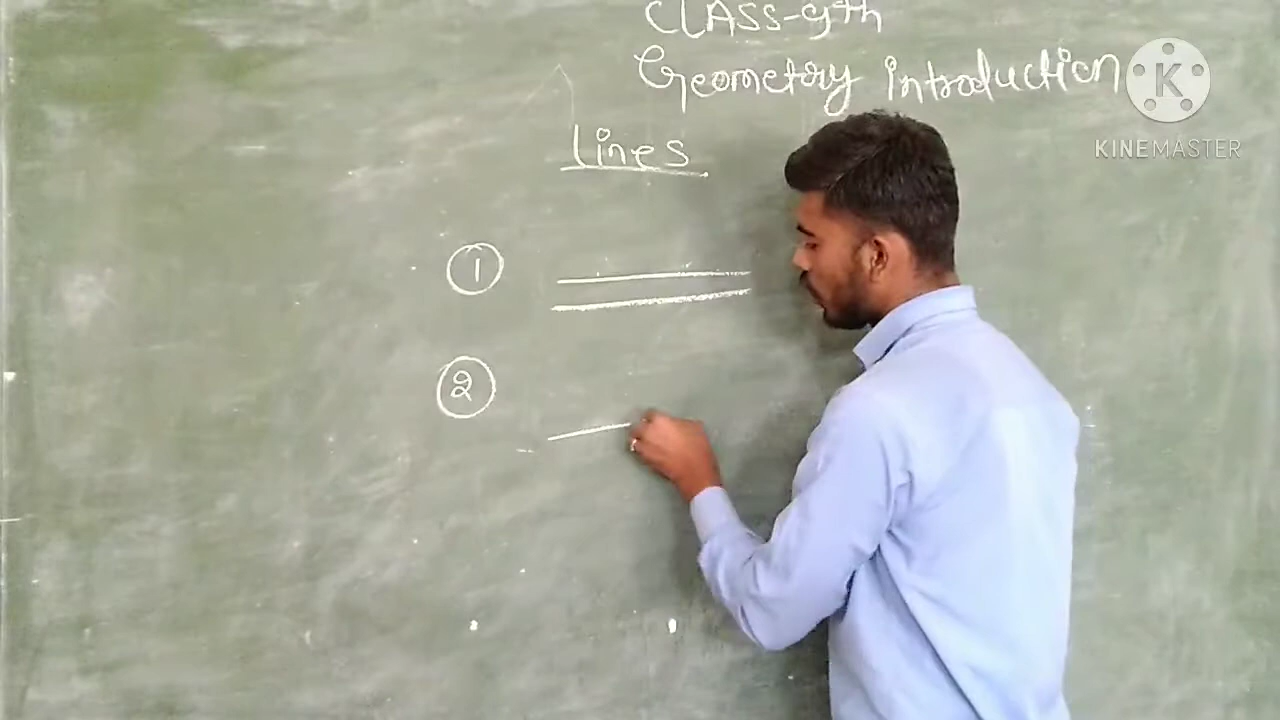 CLASS-9th
Geometry introduction
Lines
1
2
K
KINEMASTER